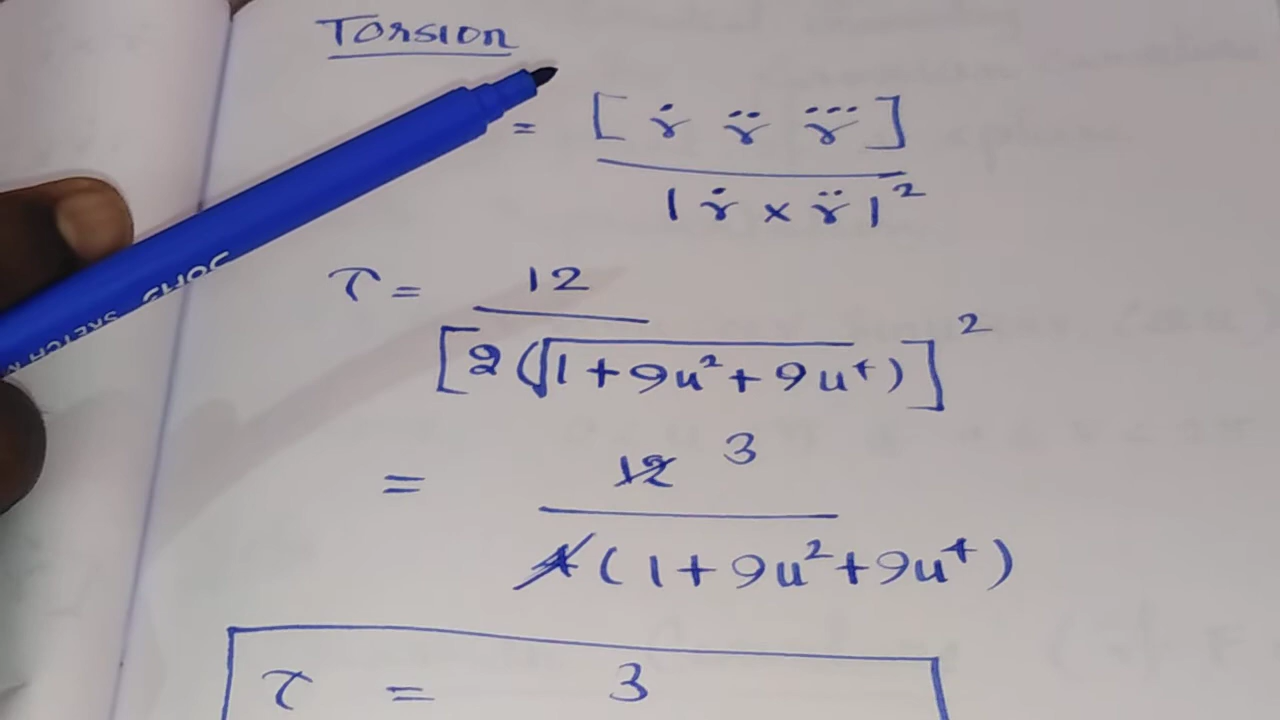 Torsion
= [ ṙ r̈ r⃛ ]
| ṙ × r̈ |²
τ = 12
[ 2 ( √1 + 9u² + 9u⁴ ) ]²
= 12 3
4 ( 1 + 9u² + 9u⁴ )
τ = 3